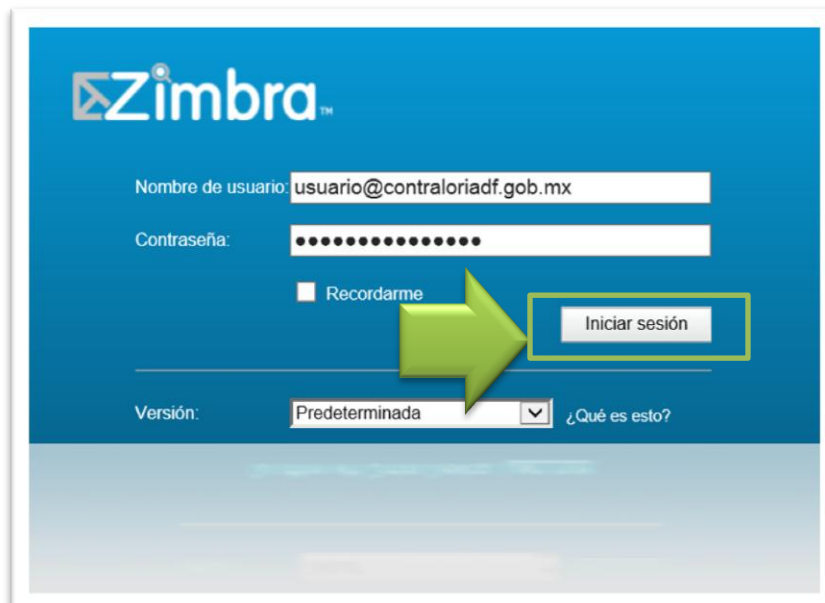 Zimbra™
Nombre de usuario: usuario@contraloriadf.gob.mx
Contraseña: ●●●●●●●●●●●●●●●
Recordarme
Iniciar sesión
Versión: Predeterminada ¿Qué es esto?